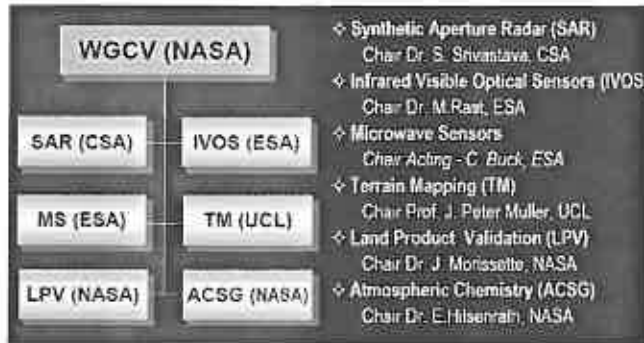 WGCV (NASA)
SAR (CSA)
IVOS (ESA)
MS (ESA)
TM (UCL)
LPV (NASA)
ACSG (NASA)
❖ Synthetic Aperture Radar (SAR)
Chair Dr. S. Srivastava, CSA
❖ Infrared Visible Optical Sensors (IVOS
Chair Dr. M.Rast, ESA
❖ Microwave Sensors
Chair Acting - C. Buck, ESA
❖ Terrain Mapping (TM)
Chair Prof. J. Peter Muller, UCL
❖ Land Product Validation (LPV)
Chair Dr. J. Morissette, NASA
❖ Atmospheric Chemistry (ACSG)
Chair Dr. E.Hilsenrath, NASA